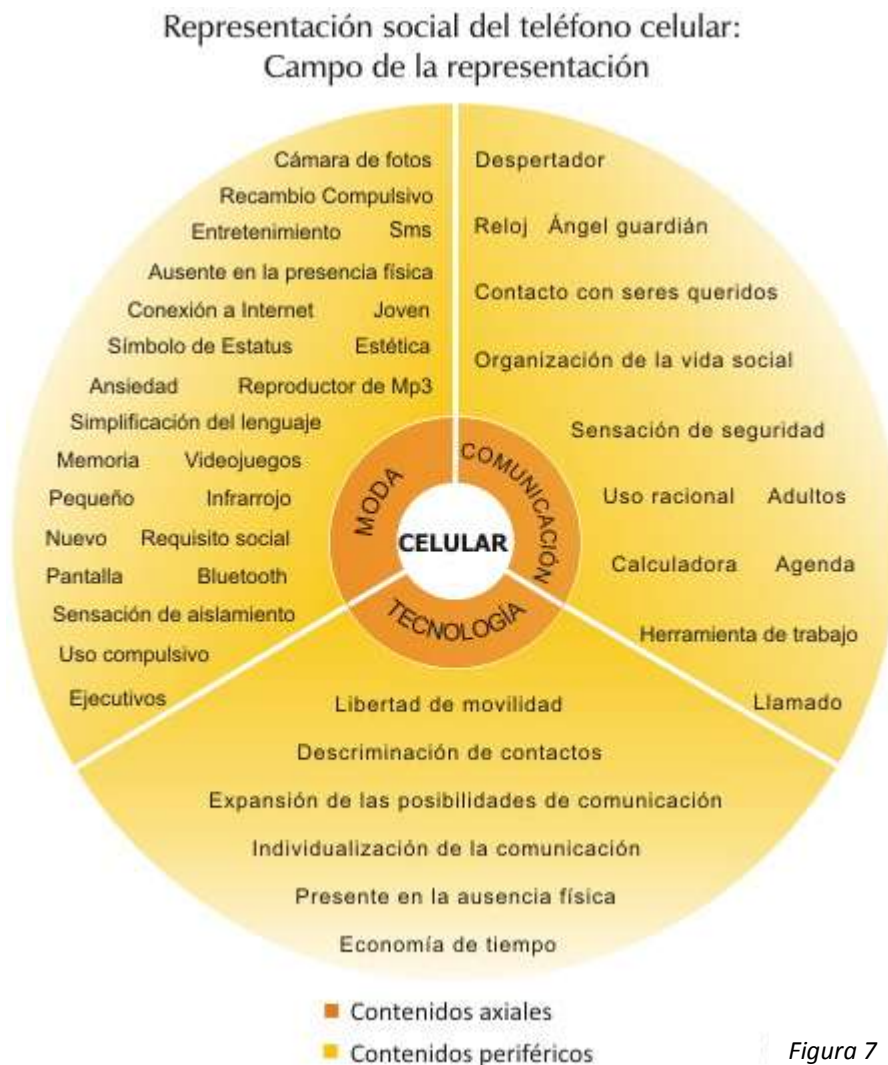 Representación social del teléfono celular:
Campo de la representación
Cámara de fotos
Recambio Compulsivo
Entretenimiento Sms
Ausente en la presencia física
Conexión a Internet Joven
Símbolo de Estatus Estética
Ansiedad Reproductor de Mp3
Simplificación del lenguaje
Memoria Videojuegos
Pequeño Infrarrojo
Nuevo Requisito social
Pantalla Bluetooth
Sensación de aislamiento
Uso compulsivo
Ejecutivos
Despertador
Reloj Ángel guardián
Contacto con seres queridos
Organización de la vida social
Sensación de seguridad
Uso racional Adultos
Calculadora Agenda
Herramienta de trabajo
Llamado
MODA
COMUNICACIÓN
CELULAR
TECNOLOGÍA
Libertad de movilidad
Descriminación de contactos
Expansión de las posibilidades de comunicación
Individualización de la comunicación
Presente en la ausencia física
Economía de tiempo
Contenidos axiales
Contenidos periféricos
Figura 7